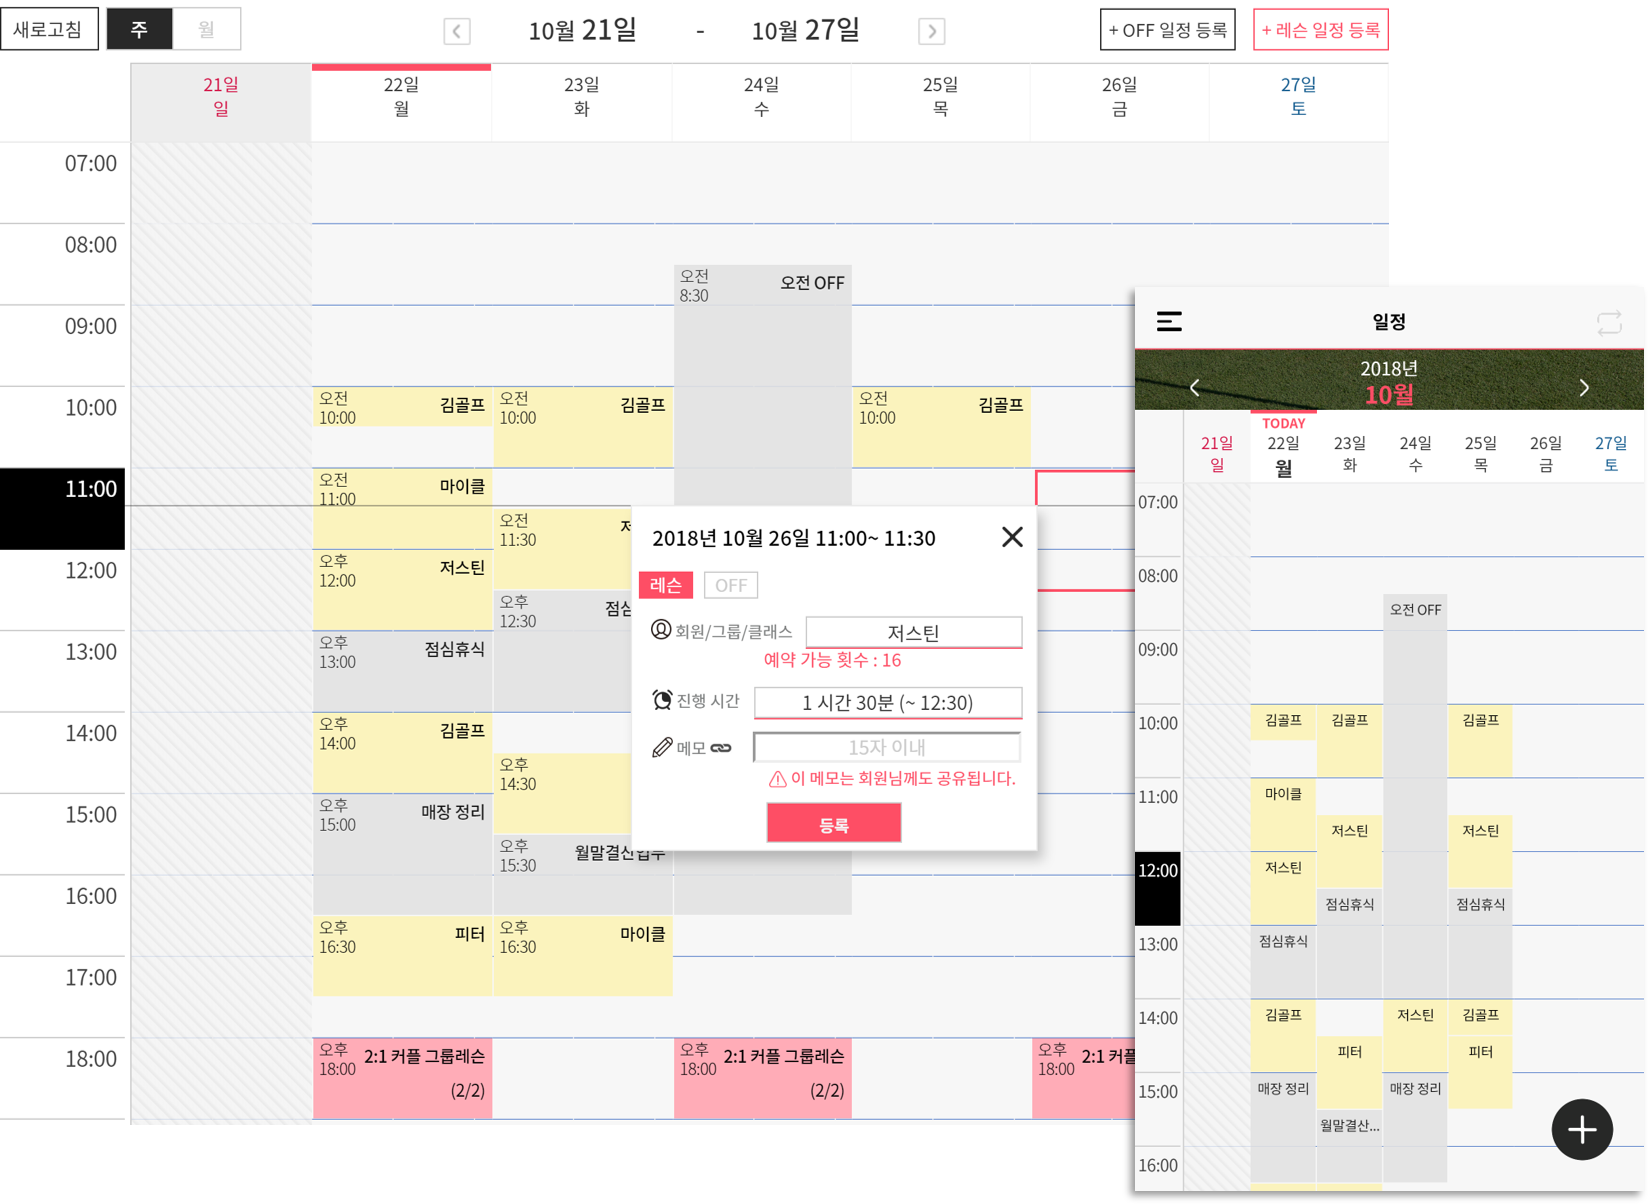 새로고침
주
월
10월 21일
-
10월 27일
+ OFF 일정 등록
+ 레슨 일정 등록
21일
일
22일
월
23일
화
24일
수
25일
목
26일
금
27일
토
07:00
08:00
09:00
10:00
11:00
12:00
13:00
14:00
15:00
16:00
17:00
18:00
오전
10:00
김골프
오전
11:00
마이클
오후
12:00
저스틴
오후
13:00
점심휴식
오후
14:00
김골프
오후
15:00
매장 정리
오후
16:30
피터
오후
18:00
2:1 커플 그룹레슨
(2/2)
오전
10:00
김골프
오전
11:30
오후
12:30
점심
오후
14:30
오후
15:30
월말결산업무
오후
16:30
마이클
오전
8:30
오전 OFF
오후
18:00
2:1 커플 그룹레슨
(2/2)
오전
10:00
김골프
오후
18:00
2:1 커플
2018년 10월 26일 11:00~ 11:30
레슨
OFF
회원/그룹/클래스
저스틴
예약 가능 횟수 : 16
진행 시간
1 시간 30분 (~ 12:30)
메모
15자 이내
이 메모는 회원님께도 공유됩니다.
등록
일정
2018년
10월
TODAY
21일
일
22일
월
23일
화
24일
수
25일
목
26일
금
27일
토
07:00
08:00
09:00
10:00
11:00
12:00
13:00
14:00
15:00
16:00
김골프
마이클
저스틴
점심휴식
김골프
매장 정리
김골프
저스틴
점심휴식
피터
월말결산...
오전 OFF
저스틴
매장 정리
김골프
저스틴
점심휴식
김골프
피터